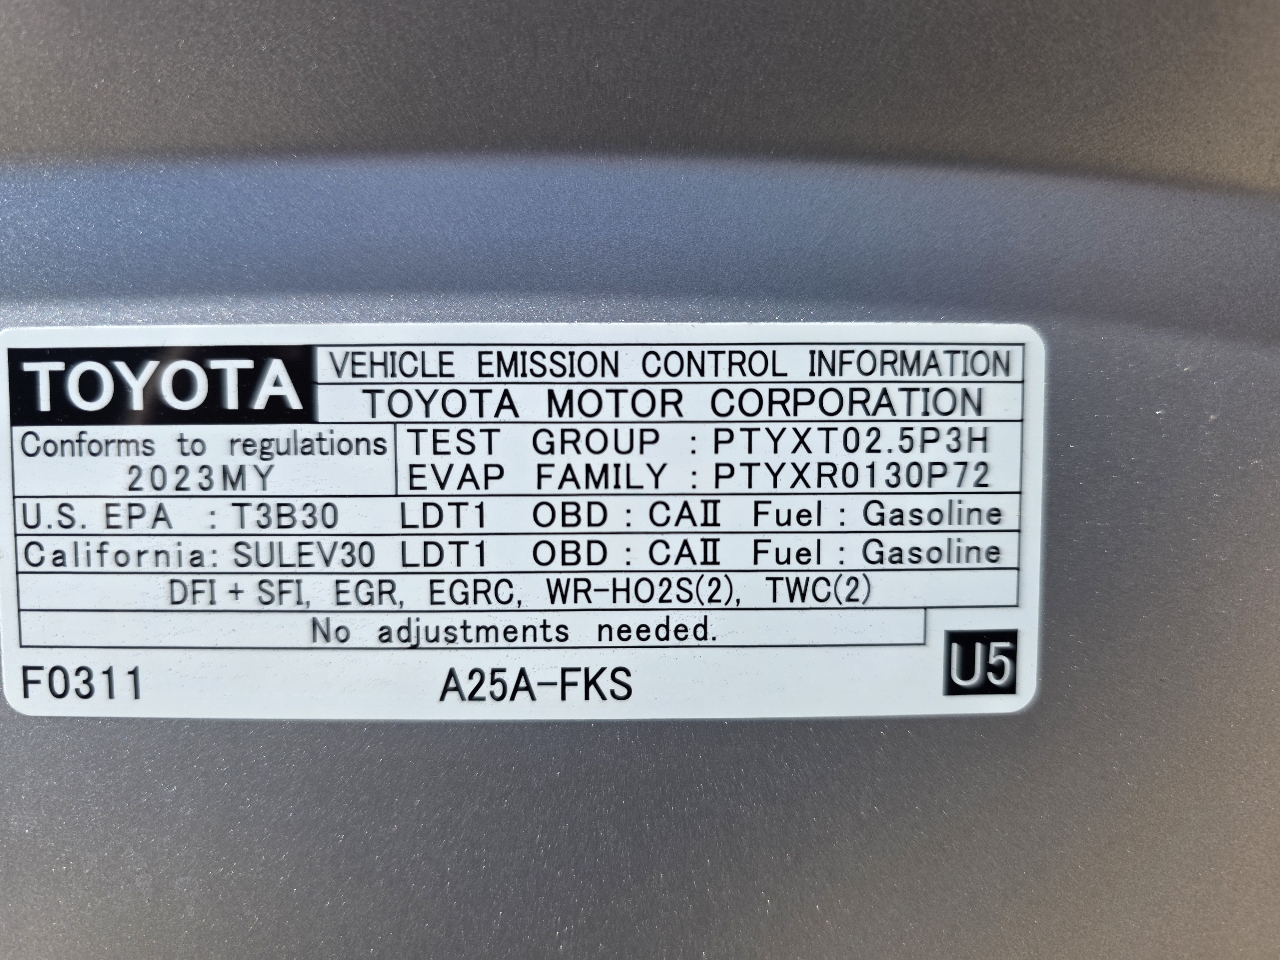 TOYOTA VEHICLE EMISSION CONTROL INFORMATION
TOYOTA MOTOR CORPORATION
Conforms to regulations
2023MY
TEST GROUP : PTYXT02.5P3H
EVAP FAMILY : PTYXR0130P72
U.S. EPA : T3B30 LDT1 OBD : CAⅡ Fuel : Gasoline
California: SULEV30 LDT1 OBD : CAⅡ Fuel : Gasoline
DFI + SFI, EGR, EGRC, WR-HO2S(2), TWC(2)
No adjustments needed.
F0311 A25A-FKS U5